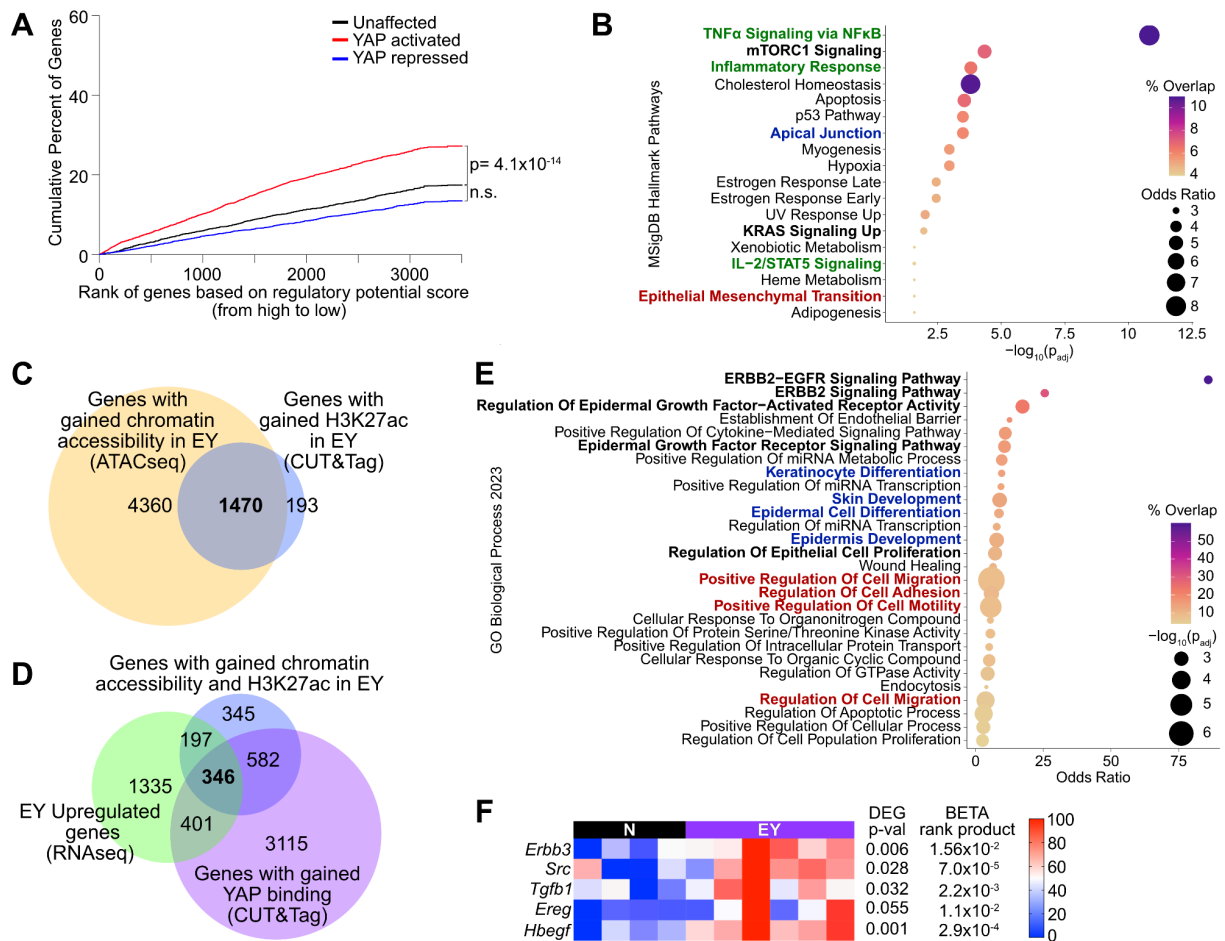 A
60
40
20
0
Cumulative Percent of Genes
Unaffected
YAP activated
YAP repressed
p= 4.1x10-14
n.s.
0
1000
2000
3000
Rank of genes based on regulatory potential score
(from high to low)
B
MSigDB Hallmark Pathways
TNFα Signaling via NFκB
mTORC1 Signaling
Inflammatory Response
Cholesterol Homeostasis
Apoptosis
p53 Pathway
Apical Junction
Myogenesis
Hypoxia
Estrogen Response Late
Estrogen Response Early
UV Response Up
KRAS Signaling Up
Xenobiotic Metabolism
IL−2/STAT5 Signaling
Heme Metabolism
Epithelial Mesenchymal Transition
Adipogenesis
2.5
5.0
7.5
10
12.5
−log10(padj)
% Overlap
10
8
6
4
Odds Ratio
3
4
5
6
7
8
C
Genes with
gained chromatin
accessibility in EY
(ATACseq)
Genes with
gained H3K27ac
in EY
(CUT&Tag)
4360
1470
193
D
Genes with gained chromatin
accessibility and H3K27ac in EY
345
197
582
346
1335
401
3115
EY Upregulated
genes
(RNAseq)
Genes with gained
YAP binding
(CUT&Tag)
E
GO Biological Process 2023
ERBB2−EGFR Signaling Pathway
ERBB2 Signaling Pathway
Regulation Of Epidermal Growth Factor−Activated Receptor Activity
Establishment Of Endothelial Barrier
Positive Regulation Of Cytokine−Mediated Signaling Pathway
Epidermal Growth Factor Receptor Signaling Pathway
Positive Regulation Of miRNA Metabolic Process
Keratinocyte Differentiation
Positive Regulation Of miRNA Transcription
Skin Development
Epidermal Cell Differentiation
Regulation Of miRNA Transcription
Epidermis Development
Regulation Of Epithelial Cell Proliferation
Wound Healing
Positive Regulation Of Cell Migration
Regulation Of Cell Adhesion
Positive Regulation Of Cell Motility
Cellular Response To Organonitrogen Compound
Positive Regulation Of Protein Serine/Threonine Kinase Activity
Positive Regulation Of Intracellular Protein Transport
Cellular Response To Organic Cyclic Compound
Regulation Of GTPase Activity
Endocytosis
Regulation Of Cell Migration
Regulation Of Apoptotic Process
Positive Regulation Of Cellular Process
Regulation Of Cell Population Proliferation
0
25
50
75
Odds Ratio
% Overlap
50
40
30
20
10
−log10(padj)
3
4
5
6
F
N
EY
DEG
p-val
BETA
rank product
Erbb3 0.006 1.56x10-2
Src 0.028 7.0x10-5
Tgfb1 0.032 2.2x10-3
Ereg 0.055 1.1x10-2
Hbegf 0.001 2.9x10-4
100
80
60
40
20
0